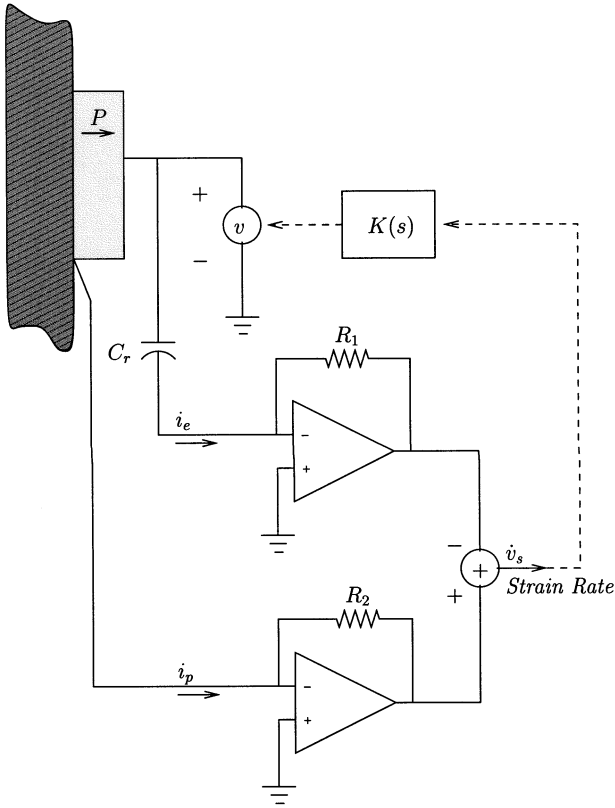 P
+
v
−
K(s)
C_r
R_1
i_e
−
+
−
+
v̇_s
+
Strain Rate
R_2
i_p
−
+